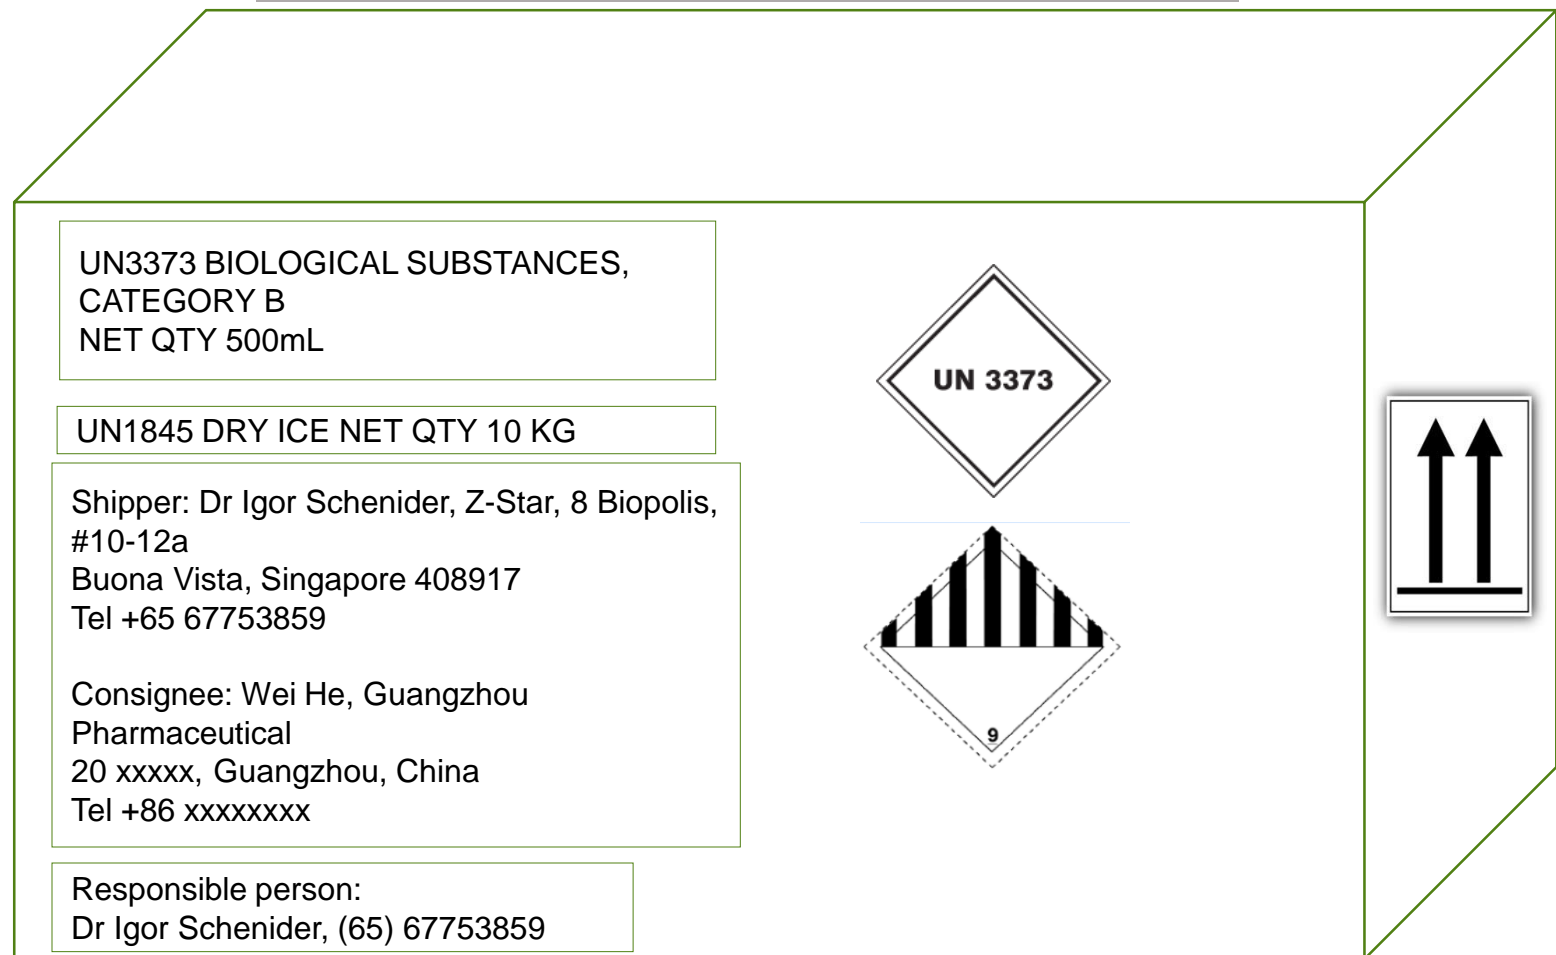 UN3373 BIOLOGICAL SUBSTANCES,
CATEGORY B
NET QTY 500mL
UN 3373
UN1845 DRY ICE NET QTY 10 KG
Shipper: Dr Igor Schenider, Z-Star, 8 Biopolis,
#10-12a
Buona Vista, Singapore 408917
Tel +65 67753859
Consignee: Wei He, Guangzhou
Pharmaceutical
20 xxxxx, Guangzhou, China
Tel +86 xxxxxxxx
9
Responsible person:
Dr Igor Schenider, (65) 67753859